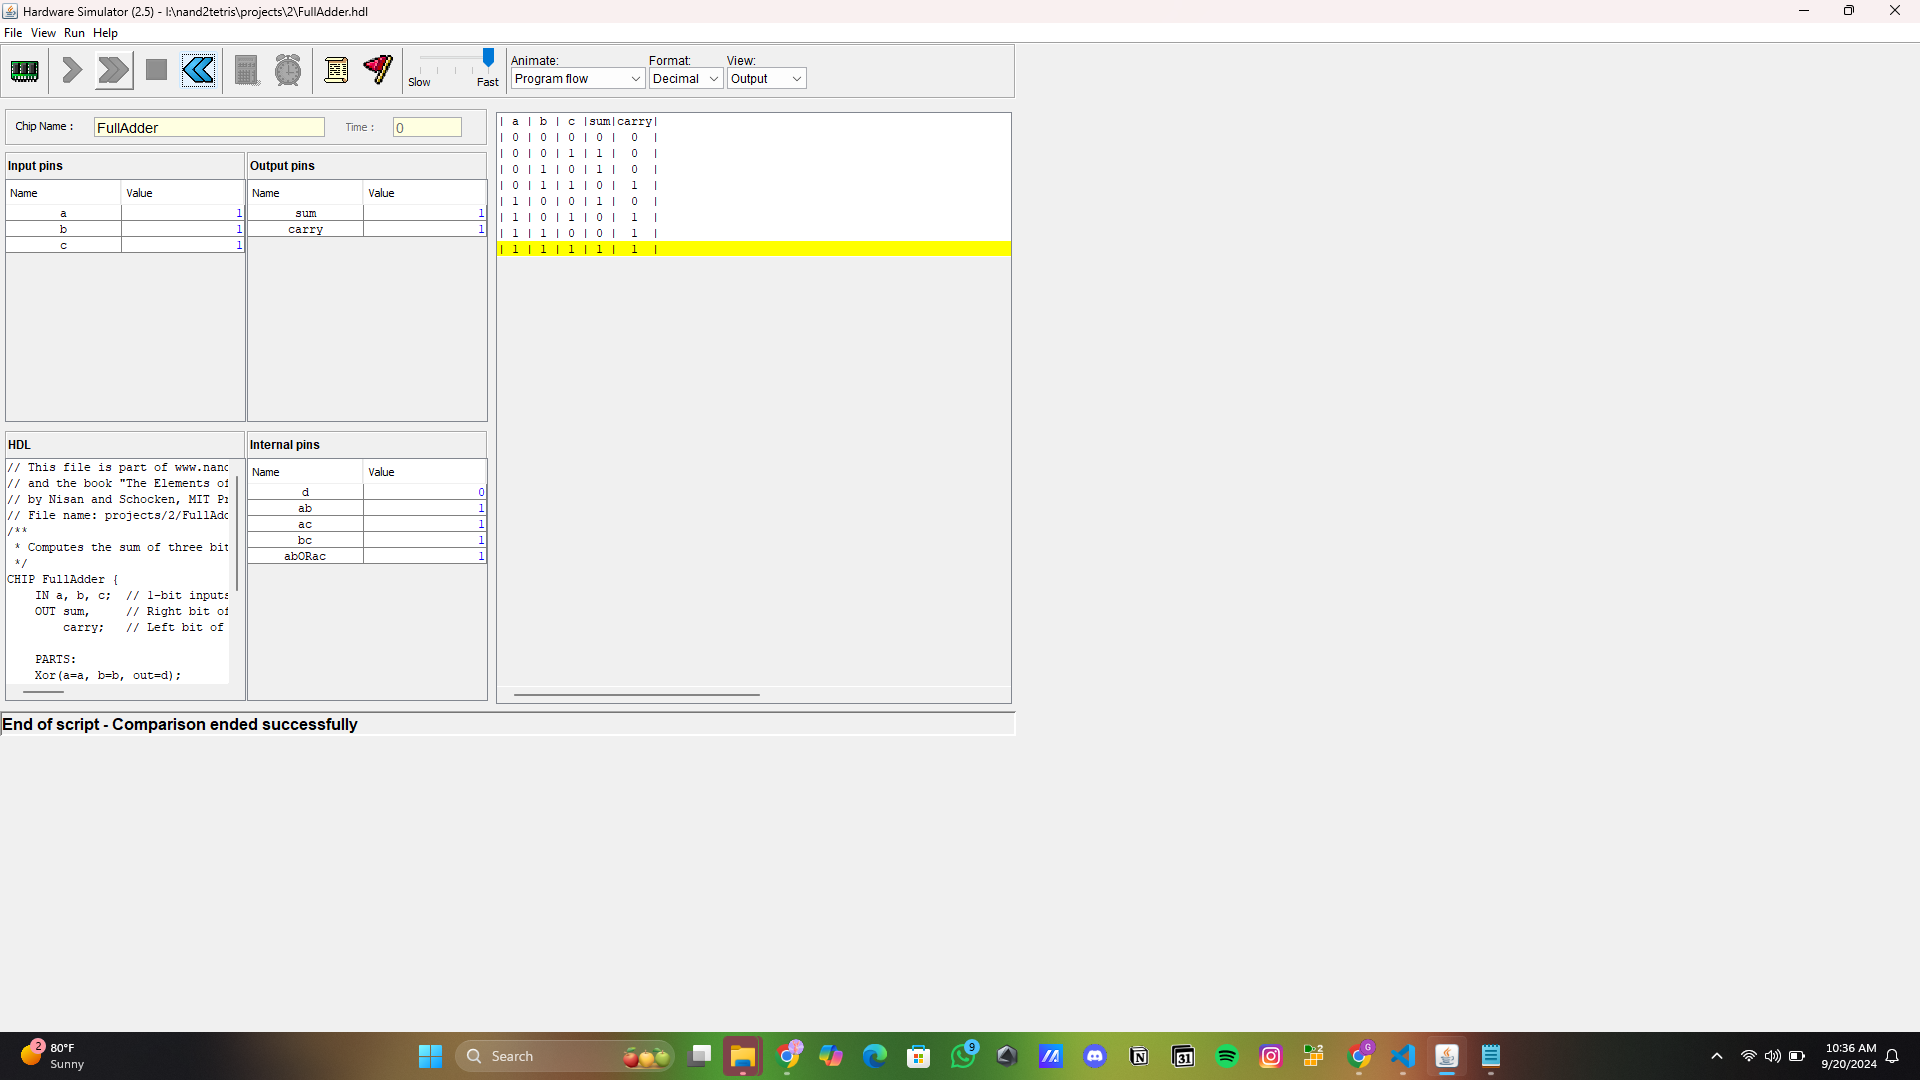 Hardware Simulator (2.5) - I:\nand2tetris\projects\2\FullAdder.hdl
File View Run Help
Slow Fast
Animate: Format: View:
Program flow Decimal Output
Chip Name : FullAdder Time : 0
Input pins
Name Value
a 1
b 1
c 1
Output pins
Name Value
sum 1
carry 1
| a | b | c |sum|carry|
| 0 | 0 | 0 | 0 | 0 |
| 0 | 0 | 1 | 1 | 0 |
| 0 | 1 | 0 | 1 | 0 |
| 0 | 1 | 1 | 0 | 1 |
| 1 | 0 | 0 | 1 | 0 |
| 1 | 0 | 1 | 0 | 1 |
| 1 | 1 | 0 | 0 | 1 |
| 1 | 1 | 1 | 1 | 1 |
HDL
// This file is part of www.nand
// and the book "The Elements of
// by Nisan and Schocken, MIT Pr
// File name: projects/2/FullAdd
/**
* Computes the sum of three bit
*/
CHIP FullAdder {
IN a, b, c; // 1-bit inputs
OUT sum, // Right bit of
carry; // Left bit of
PARTS:
Xor(a=a, b=b, out=d);
Internal pins
Name Value
d 0
ab 1
ac 1
bc 1
abORac 1
End of script - Comparison ended successfully
2
80°F
Sunny
Search
9
31
2
G
10:36 AM
9/20/2024